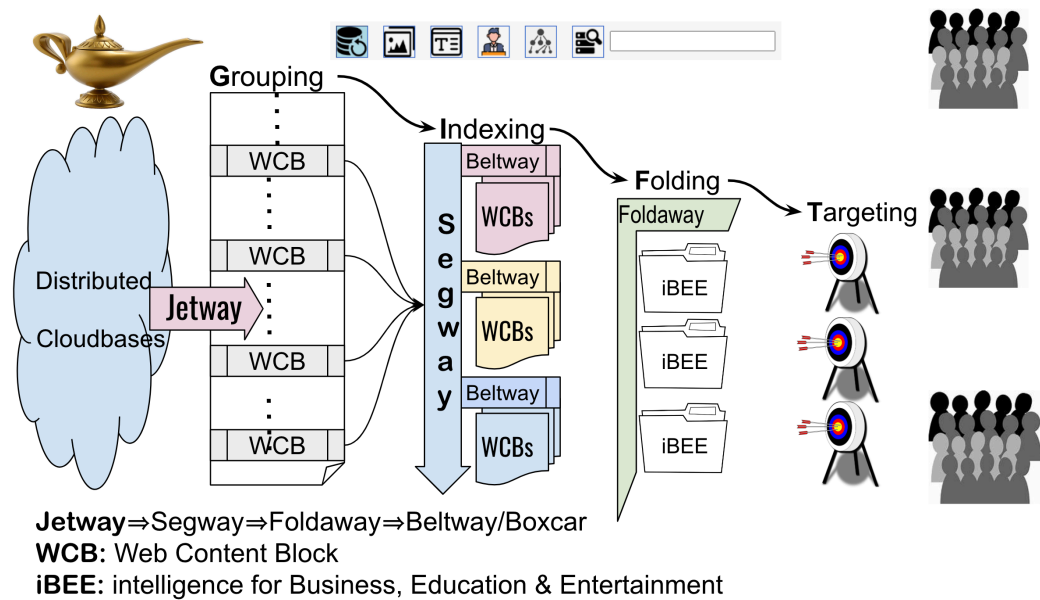 Grouping
Indexing
Folding
Targeting
WCB
WCB
WCB
WCB
Distributed
Cloudbases
Jetway
Segway
Beltway
WCBs
Beltway
WCBs
Beltway
WCBs
Foldaway
iBEE
iBEE
iBEE
Jetway⇒Segway⇒Foldaway⇒Beltway/Boxcar
WCB: Web Content Block
iBEE: intelligence for Business, Education & Entertainment